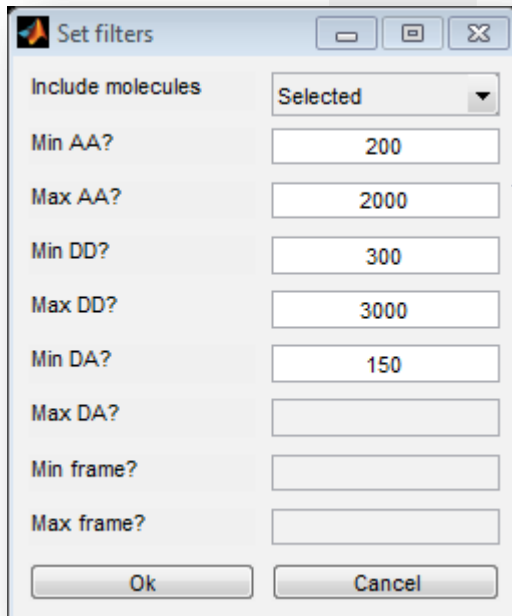 Set filters
Include molecules Selected
Min AA? 200
Max AA? 2000
Min DD? 300
Max DD? 3000
Min DA? 150
Max DA?
Min frame?
Max frame?
Ok Cancel